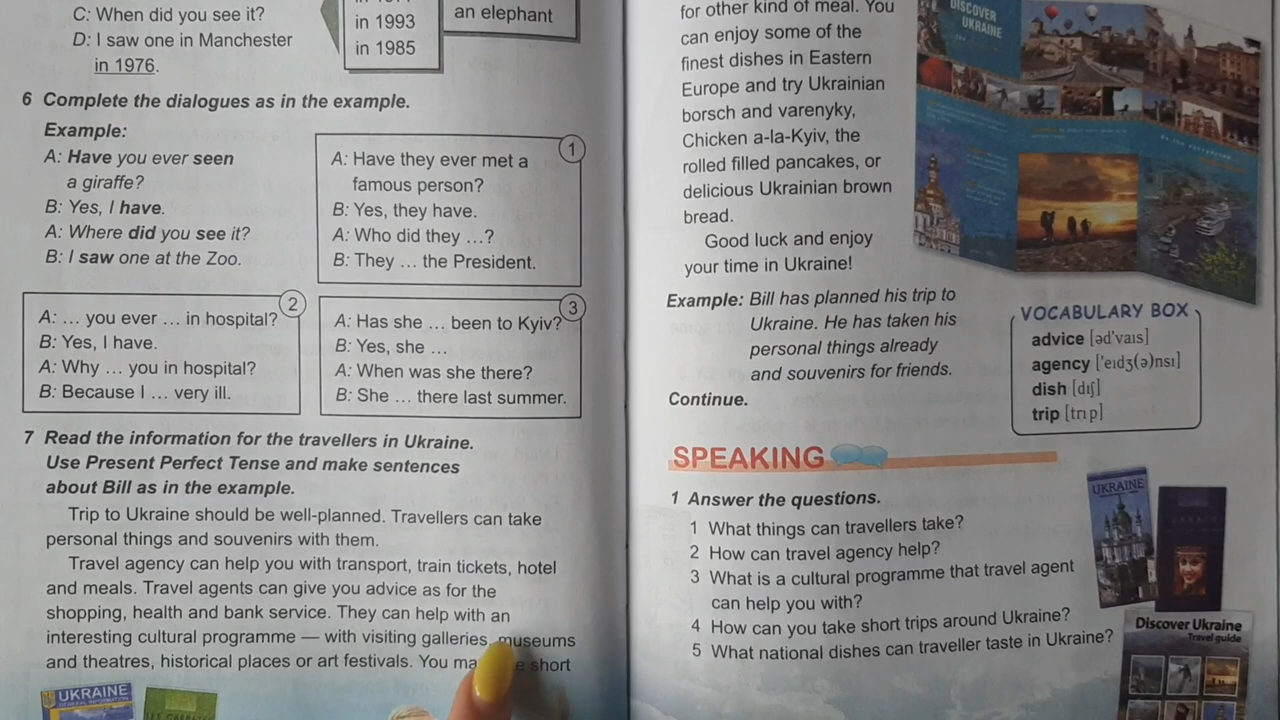 C: When did you see it?
D: I saw one in Manchester
in 1976.
in 1993
in 1985
an elephant
6 Complete the dialogues as in the example.
Example:
A: Have you ever seen
a giraffe?
B: Yes, I have.
A: Where did you see it?
B: I saw one at the Zoo.
1
A: Have they ever met a
famous person?
B: Yes, they have.
A: Who did they ...?
B: They ... the President.
2
A: ... you ever ... in hospital?
B: Yes, I have.
A: Why ... you in hospital?
B: Because I ... very ill.
3
A: Has she ... been to Kyiv?
B: Yes, she ...
A: When was she there?
B: She ... there last summer.
7 Read the information for the travellers in Ukraine.
Use Present Perfect Tense and make sentences
about Bill as in the example.
Trip to Ukraine should be well-planned. Travellers can take
personal things and souvenirs with them.
Travel agency can help you with transport, train tickets, hotel
and meals. Travel agents can give you advice as for the
shopping, health and bank service. They can help with an
interesting cultural programme — with visiting galleries, museums
and theatres, historical places or art festivals. You short
UKRAINE
for other kind of meal. You
can enjoy some of the
finest dishes in Eastern
Europe and try Ukrainian
borsch and varenyky,
Chicken a-la-Kyiv, the
rolled filled pancakes, or
delicious Ukrainian brown
bread.
Good luck and enjoy
your time in Ukraine!
DISCOVER
UKRAINE
Example: Bill has planned his trip to
Ukraine. He has taken his
personal things already
and souvenirs for friends.
Continue.
VOCABULARY BOX
advice [əd'vaɪs]
agency ['eɪdʒ(ə)nsɪ]
dish [dɪʃ]
trip [trɪp]
SPEAKING
1 Answer the questions.
1 What things can travellers take?
2 How can travel agency help?
3 What is a cultural programme that travel agent
can help you with?
4 How can you take short trips around Ukraine?
5 What national dishes can traveller taste in Ukraine?
UKRAINE
Discover Ukraine
Travel guide